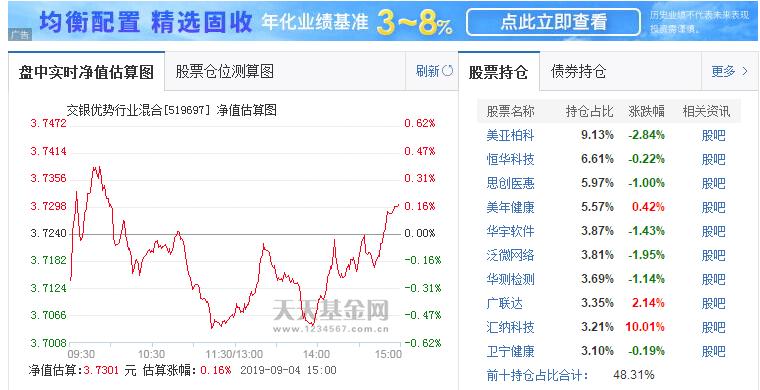 均衡配置 精选固收 年化业绩基准 3~8% 点此立即查看 历史业绩不代表未来表现
投资需谨慎。
广告
盘中实时净值估算图 股票仓位测算图 刷新
交银优势行业混合[519697] 净值估算图
3.7472 0.62%
3.7414 0.47%
3.7356 0.31%
3.7298 0.16%
3.7240 0.00%
3.7182 -0.16%
3.7124 -0.31%
3.7066 -0.47%
3.7008 -0.62%
天天基金网
www.1234567.com.cn
09:30 10:30 11:30/13:00 14:00 15:00
净值估算:3.7301 元 估算涨幅: 0.16% 2019-09-04 15:00
股票持仓 债券持仓 更多 >
股票名称 持仓占比 涨跌幅 相关资讯
美亚柏科 9.13% -2.84% 股吧
恒华科技 6.61% -0.22% 股吧
思创医惠 5.97% -1.00% 股吧
美年健康 5.57% 0.42% 股吧
华宇软件 3.87% -1.43% 股吧
泛微网络 3.81% -1.95% 股吧
华测检测 3.69% -1.14% 股吧
广联达 3.35% 2.14% 股吧
汇纳科技 3.21% 10.01% 股吧
卫宁健康 3.10% -0.19% 股吧
前十持仓占比合计： 48.31%